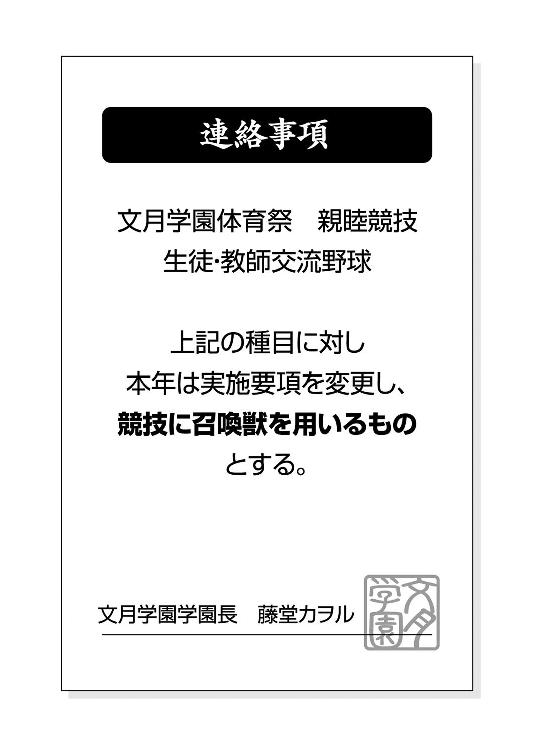 連絡事項
文月学園体育祭　親睦競技
生徒・教師交流野球
上記の種目に対し
本年は実施要項を変更し、
競技に召喚獣を用いるもの
とする。
文月学園学園長　藤堂カヲル
文月
学園